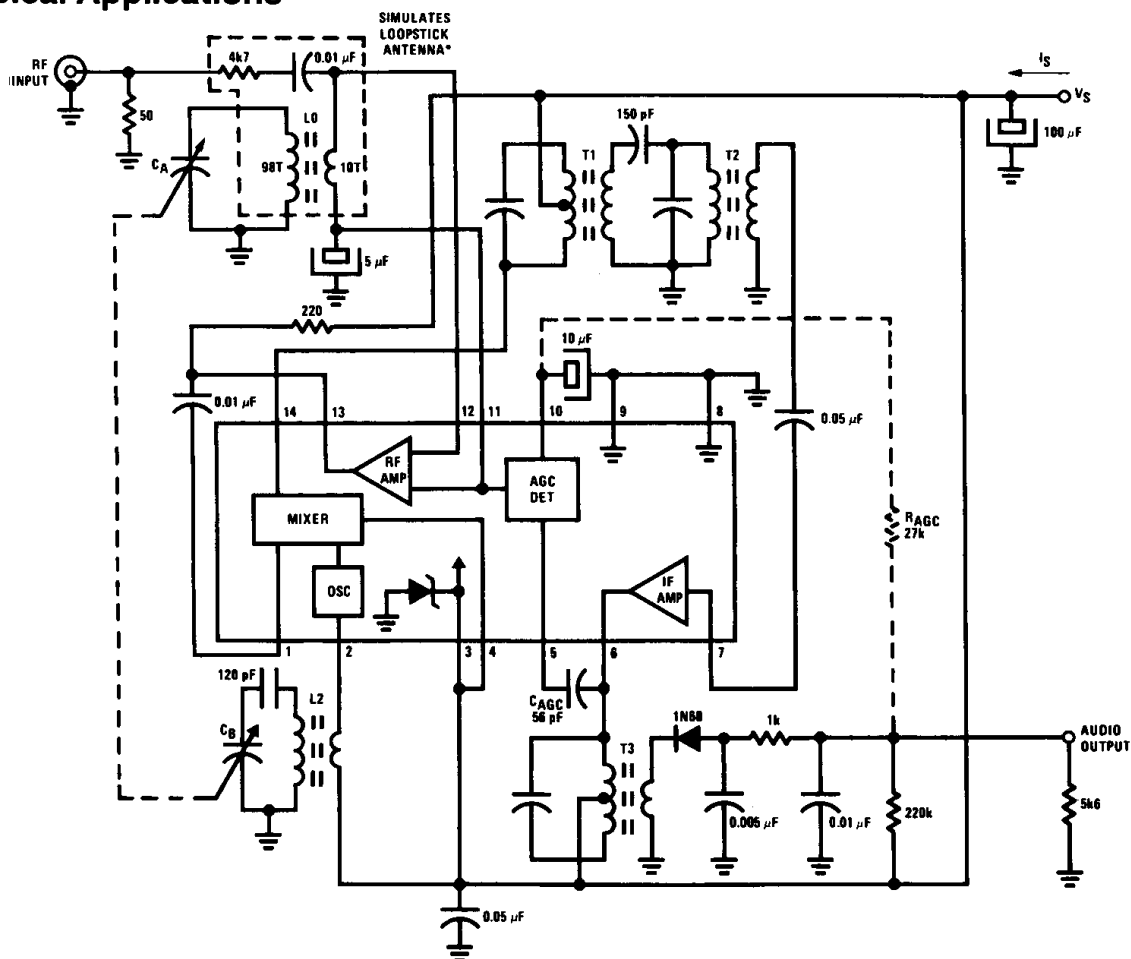 SIMULATES
LOOPSTICK
ANTENNA*
RF
INPUT
4k7
0.01 µF
50
L0
98T
10T
CA
5 µF
IS
VS
100 µF
150 pF
T1
T2
220
10 µF
0.01 µF
14
13
12
11
10
9
8
0.05 µF
RF
AMP
AGC
DET
MIXER
OSC
IF
AMP
RAGC
27k
1
2
3
4
5
6
7
120 pF
L2
CB
CAGC
56 pF
1N60
1k
T3
AUDIO
OUTPUT
0.005 µF
0.01 µF
220k
5k6
0.05 µF